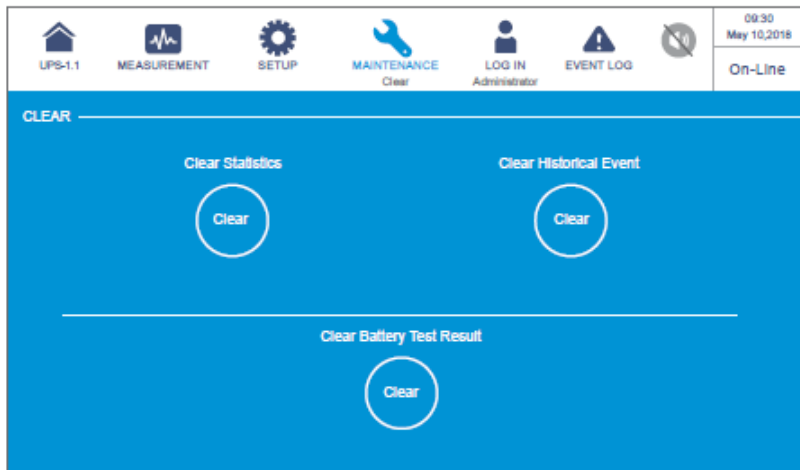 09:30
May 10,2018
UPS-1.1
MEASUREMENT
SETUP
MAINTENANCE
Clear
LOG IN
Administrator
EVENT LOG
On-Line
CLEAR
Clear Statistics
Clear Historical Event
Clear
Clear
Clear Battery Test Result
Clear